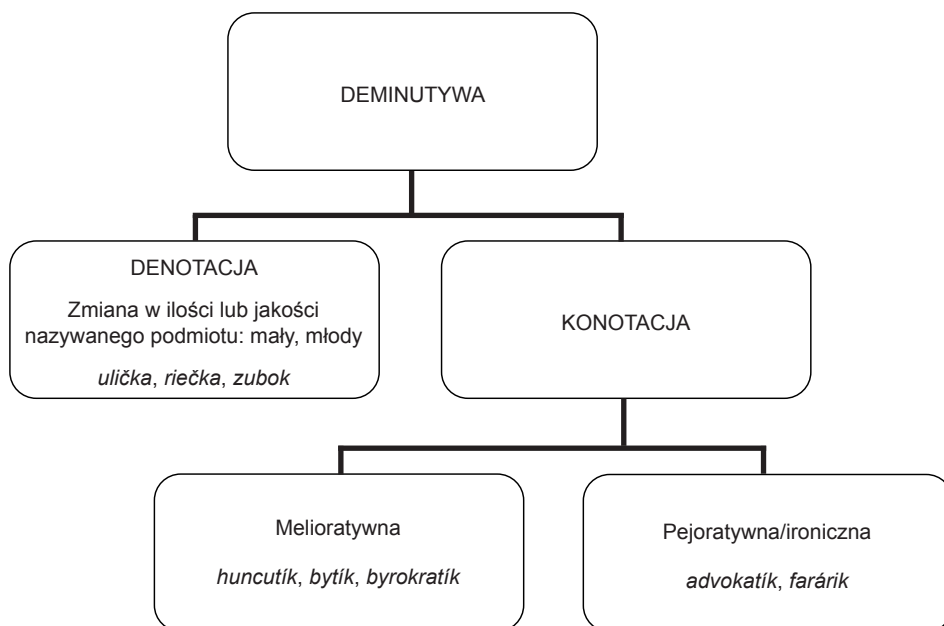 DEMINUTYWA
DENOTACJA
Zmiana w ilości lub jakości
nazywanego podmiotu: mały, młody
ulička, riečka, zubok
KONOTACJA
Melioratywna
huncutík, bytík, byrokratík
Pejoratywna/ironiczna
advokatík, farárik